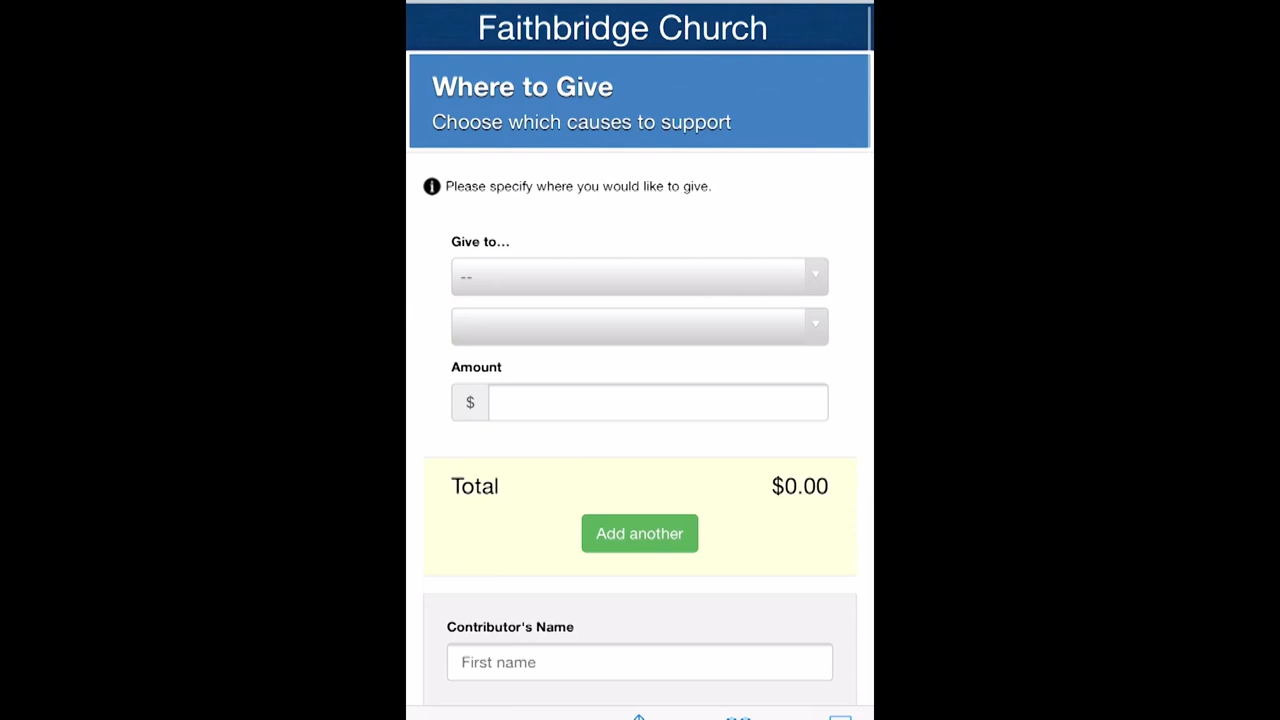 Faithbridge Church
Where to Give
Choose which causes to support
Please specify where you would like to give.
Give to...
--
Amount
$
Total $0.00
Add another
Contributor's Name
First name